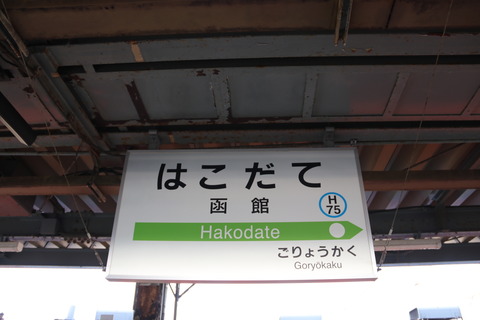 はこだて
函館
H
75
Hakodate
ごりょうかく
Goryōkaku